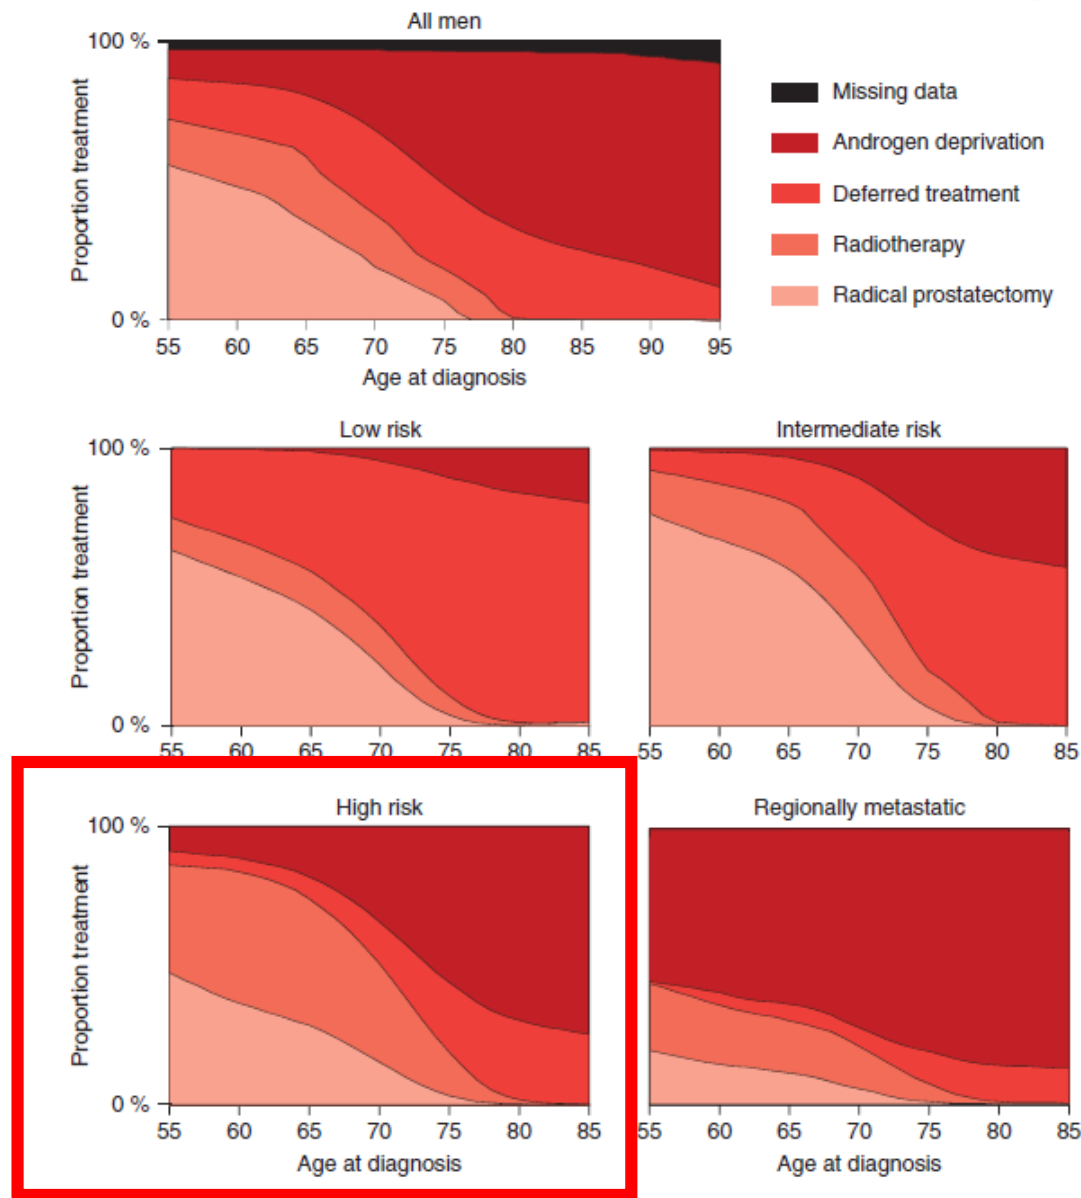 All men
100 %
Proportion treatment
0 %
55 60 65 70 75 80 85 90 95
Age at diagnosis
Missing data
Androgen deprivation
Deferred treatment
Radiotherapy
Radical prostatectomy
Low risk
100 %
Proportion treatment
0 %
55 60 65 70 75 80 85
Intermediate risk
55 60 65 70 75 80 85
High risk
100 %
Proportion treatment
0 %
55 60 65 70 75 80 85
Age at diagnosis
Regionally metastatic
55 60 65 70 75 80 85
Age at diagnosis